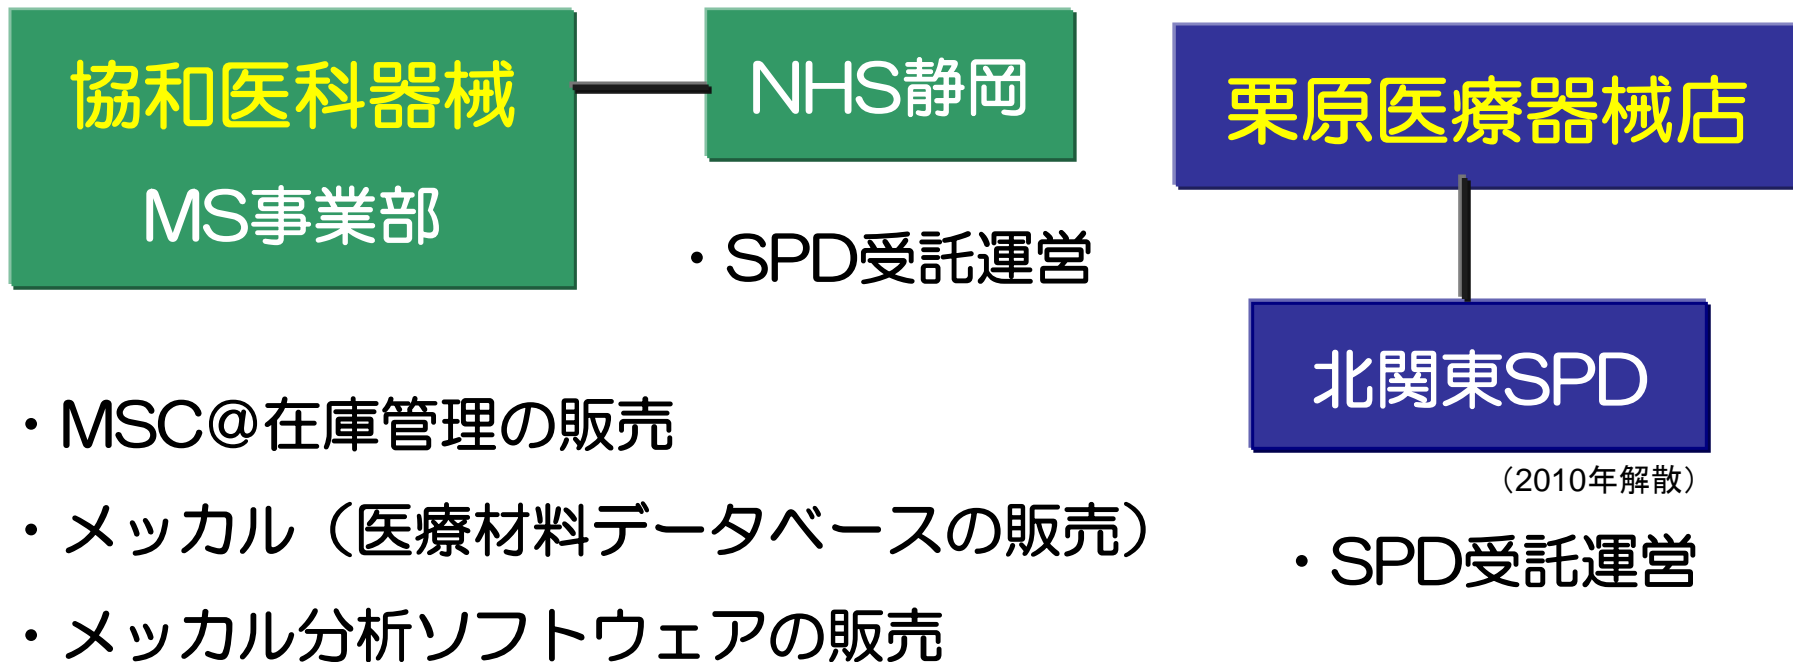 協和医科器械
MS事業部
NHS静岡
・SPD受託運営
・MSC@在庫管理の販売
・メッカル（医療材料データベースの販売）
・メッカル分析ソフトウェアの販売
栗原医療器械店
北関東SPD
（2010年解散）
・SPD受託運営